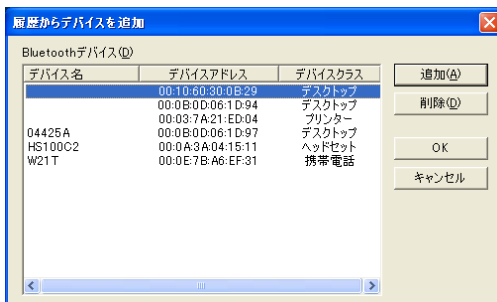 履歴からデバイスを追加
Bluetoothデバイス(D)
デバイス名 デバイスアドレス デバイスクラス
00:10:60:30:0B:29 デスクトップ
00:0B:0D:06:1D:94 デスクトップ
00:03:7A:21:ED:04 プリンター
04425A 00:0B:0D:06:1D:97 デスクトップ
HS100C2 00:0A:3A:04:15:11 ヘッドセット
W21T 00:0E:7B:A6:EF:31 携帯電話
追加(A)
削除(D)
OK
キャンセル